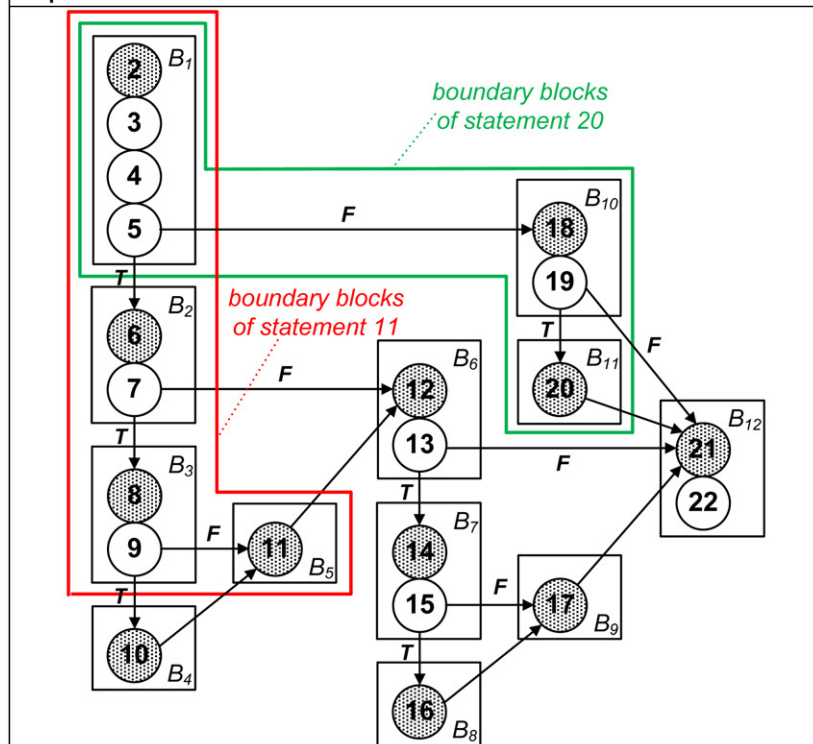 2
B1
3
4
5
F
T
boundary blocks
of statement 20
18
B10
19
T
F
20
B11
6
B2
7
F
T
boundary blocks
of statement 11
12
B6
13
F
T
21
B12
22
8
B3
9
F
T
11
B5
14
B7
15
F
T
17
B9
10
B4
16
B8